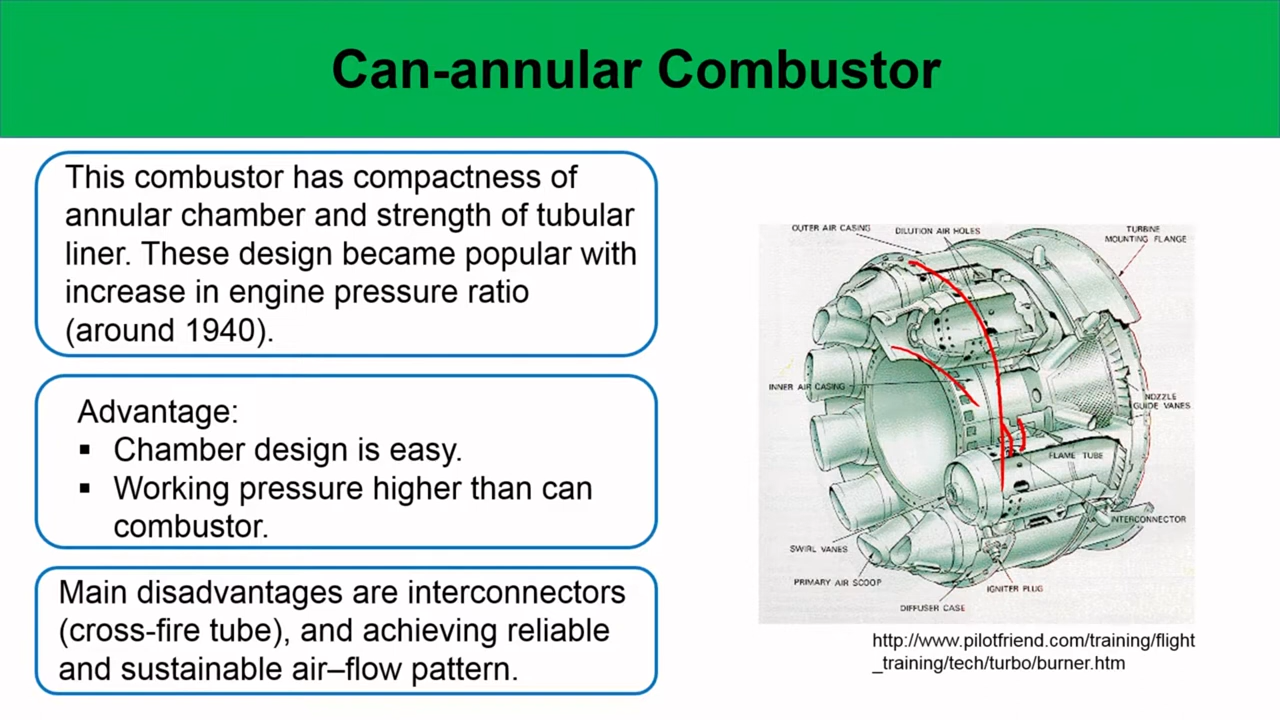 Can-annular Combustor
This combustor has compactness of
annular chamber and strength of tubular
liner. These design became popular with
increase in engine pressure ratio
(around 1940).
Advantage:
▪ Chamber design is easy.
▪ Working pressure higher than can
combustor.
Main disadvantages are interconnectors
(cross-fire tube), and achieving reliable
and sustainable air–flow pattern.
OUTER AIR CASING
DILUTION AIR HOLES
TURBINE
MOUNTING FLANGE
INNER AIR CASING
NOZZLE
GUIDE VANES
FLAME TUBE
INTERCONNECTOR
SWIRL VANES
PRIMARY AIR SCOOP
IGNITER PLUG
DIFFUSER CASE
http://www.pilotfriend.com/training/flight
_training/tech/turbo/burner.htm